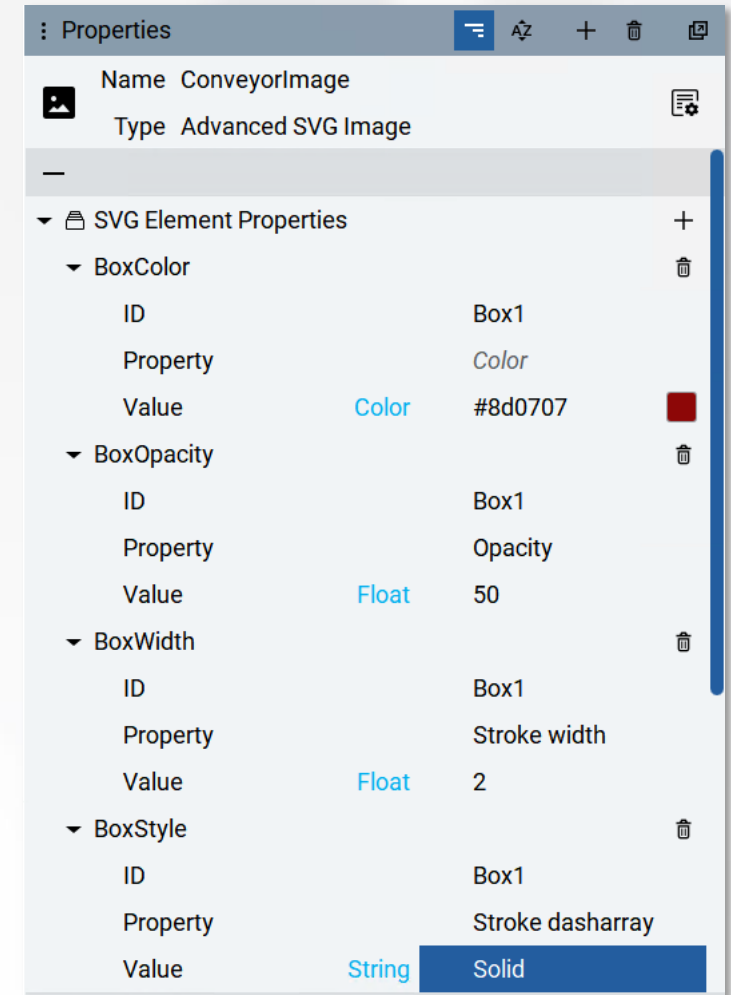 Properties
Name ConveyorImage
Type Advanced SVG Image
SVG Element Properties
BoxColor
ID Box1
Property Color
Value Color #8d0707
BoxOpacity
ID Box1
Property Opacity
Value Float 50
BoxWidth
ID Box1
Property Stroke width
Value Float 2
BoxStyle
ID Box1
Property Stroke dasharray
Value String Solid